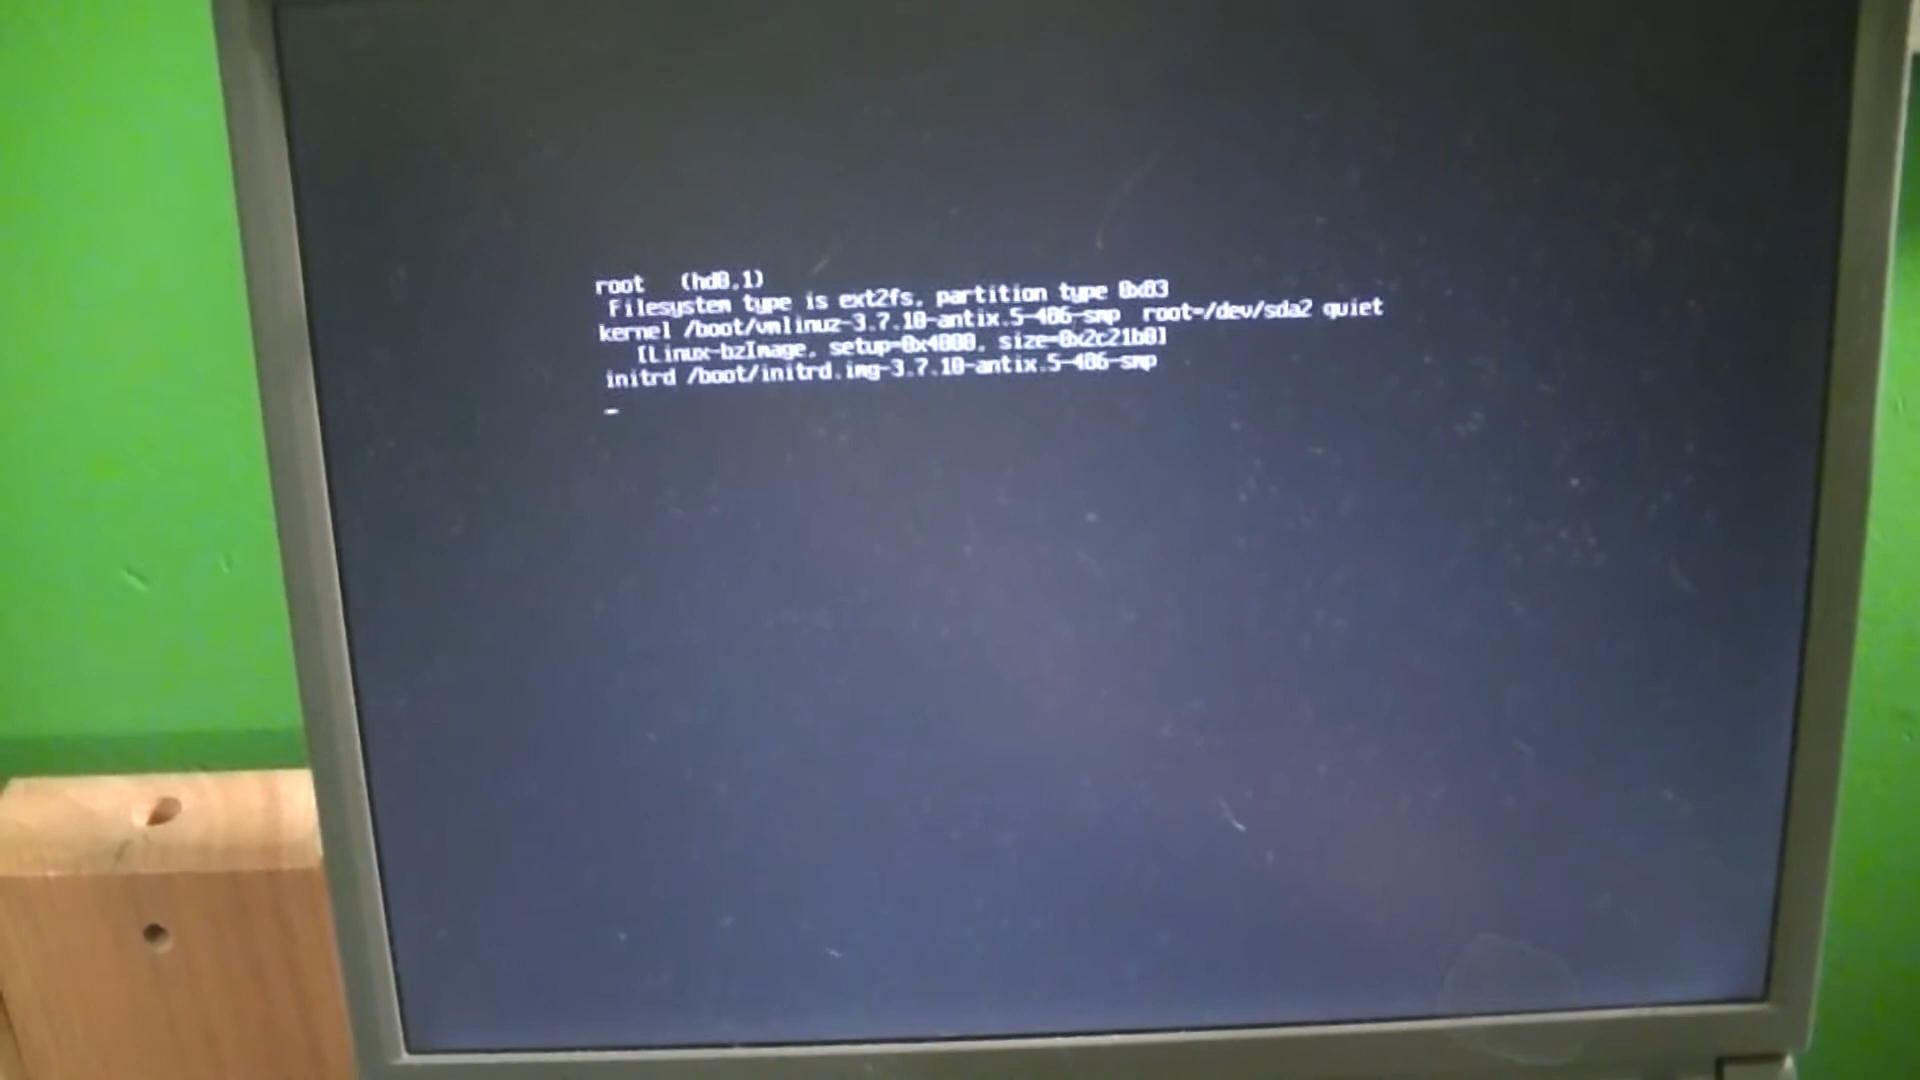 root (hd0,1)
Filesystem type is ext2fs, partition type 0x83
kernel /boot/vmlinuz-3.7.10-antix.5-486-smp root=/dev/sda2 quiet
[Linux-bzImage, setup=0x4000, size=0x2c21b0]
initrd /boot/initrd.img-3.7.10-antix.5-486-smp